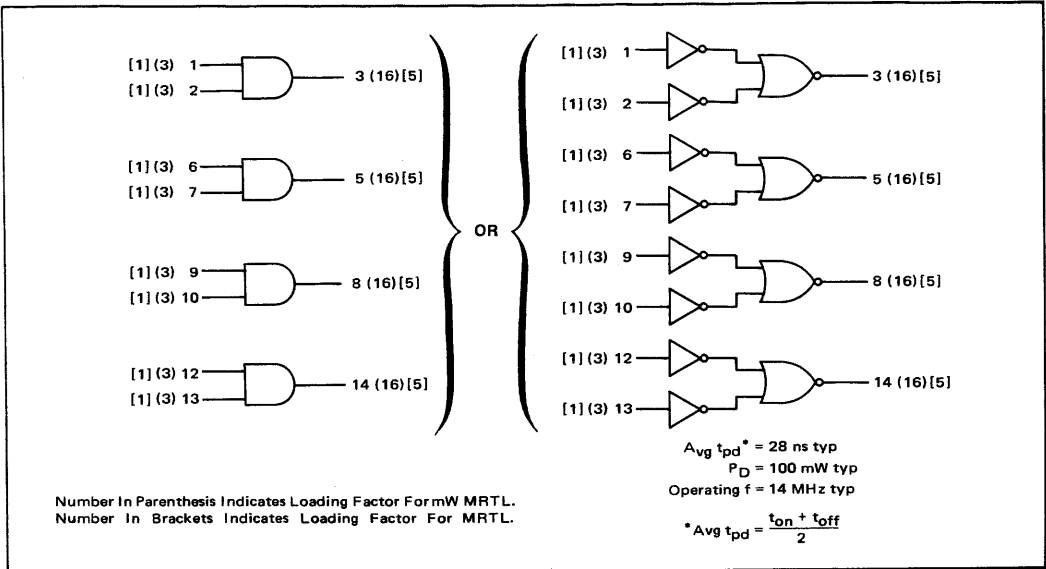 [1] (3) 1
[1] (3) 2
3 (16) [5]
[1] (3) 6
[1] (3) 7
5 (16) [5]
[1] (3) 9
[1] (3) 10
8 (16) [5]
[1] (3) 12
[1] (3) 13
14 (16) [5]
OR
[1] (3) 1
[1] (3) 2
3 (16) [5]
[1] (3) 6
[1] (3) 7
5 (16) [5]
[1] (3) 9
[1] (3) 10
8 (16) [5]
[1] (3) 12
[1] (3) 13
14 (16) [5]
Avg tpd* = 28 ns typ
PD = 100 mW typ
Operating f = 14 MHz typ
*Avg tpd = ton + toff
2
Number In Parenthesis Indicates Loading Factor For mW MRTL.
Number In Brackets Indicates Loading Factor For MRTL.